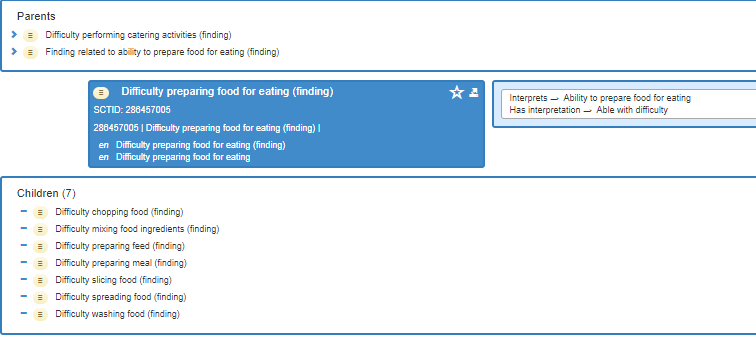 Parents
Difficulty performing catering activities (finding)
Finding related to ability to prepare food for eating (finding)
Difficulty preparing food for eating (finding)
SCTID: 286457005
286457005 | Difficulty preparing food for eating (finding) |
en Difficulty preparing food for eating (finding)
en Difficulty preparing food for eating
Interprets → Ability to prepare food for eating
Has interpretation → Able with difficulty
Children (7)
Difficulty chopping food (finding)
Difficulty mixing food ingredients (finding)
Difficulty preparing feed (finding)
Difficulty preparing meal (finding)
Difficulty slicing food (finding)
Difficulty spreading food (finding)
Difficulty washing food (finding)